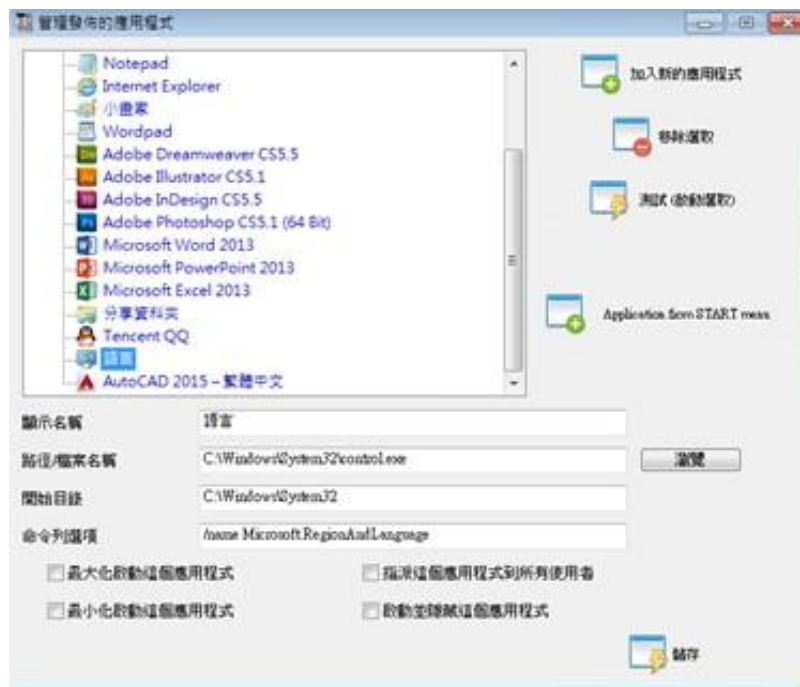 管理發佈的應用程式
Notepad
Internet Explorer
小畫家
Wordpad
Adobe Dreamweaver CS5.5
Adobe Illustrator CS5.1
Adobe InDesign CS5.5
Adobe Photoshop CS5.1 (64 Bit)
Microsoft Word 2013
Microsoft PowerPoint 2013
Microsoft Excel 2013
分享資料夾
Tencent QQ
語言
AutoCAD 2015 – 繁體中文
加入新的應用程式
移除選取
測試 (啟動選取)
Application from START menu
顯示名稱 語言
路徑/檔案名稱 C:\Windows\System32\control.exe 瀏覽
開始目錄 C:\Windows\System32
命令列選項 /name Microsoft.RegionAndLanguage
最大化啟動這個應用程式 指派這個應用程式到所有使用者
最小化啟動這個應用程式 啟動並隱藏這個應用程式
儲存